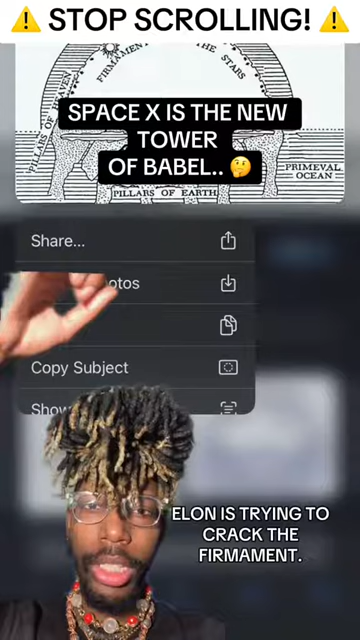 ⚠️ STOP SCROLLING! ⚠️
PILLARS OF HEAVEN
FIRMAMENT
THE STARS
SPACE X IS THE NEW
TOWER
OF BABEL.. 🤔
PRIMEVAL
OCEAN
PILLARS OF EARTH
Share...
otos
Copy Subject
Show
ELON IS TRYING TO
CRACK THE
FIRMAMENT.